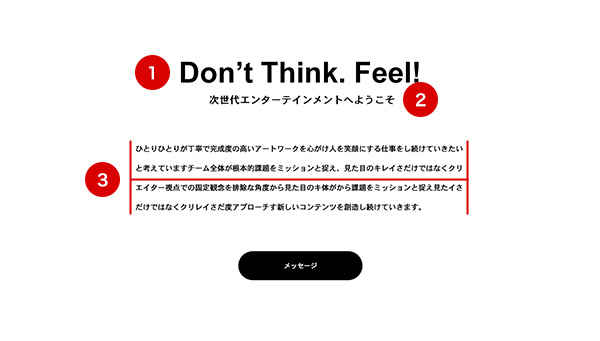 1 Don't Think. Feel!
次世代エンターテインメントへようこそ 2
ひとりひとりが丁寧で完成度の高いアートワークを心がけ人を笑顔にする仕事をし続けていきたい
と考えていますチーム全体が根本的課題をミッションと捉え、見た目のキレイさだけではなくクリ
3
エイター視点での固定観念を排除な角度から見た目のキ体がから課題をミッションと捉え見たイさ
だけではなくクリレイさだ度アプローチす新しいコンテンツを創造し続けていきます。
メッセージ